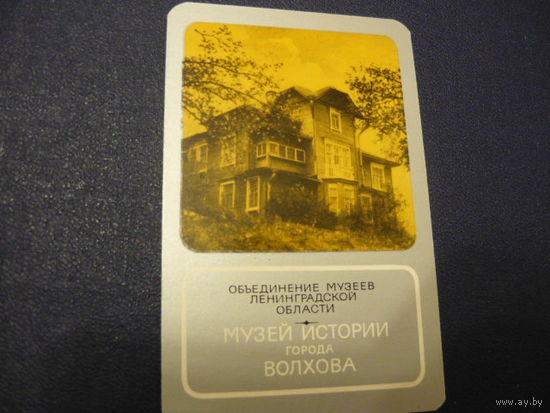 ОБЪЕДИНЕНИЕ МУЗЕЕВ
ЛЕНИНГРАДСКОЙ
ОБЛАСТИ
МУЗЕЙ ИСТОРИИ
ГОРОДА
ВОЛХОВА
www.ay.by